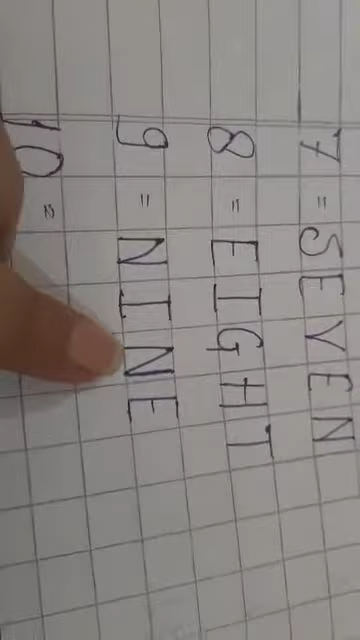 7 = SEVEN
8 = EIGHT
9 = NINE
10 =